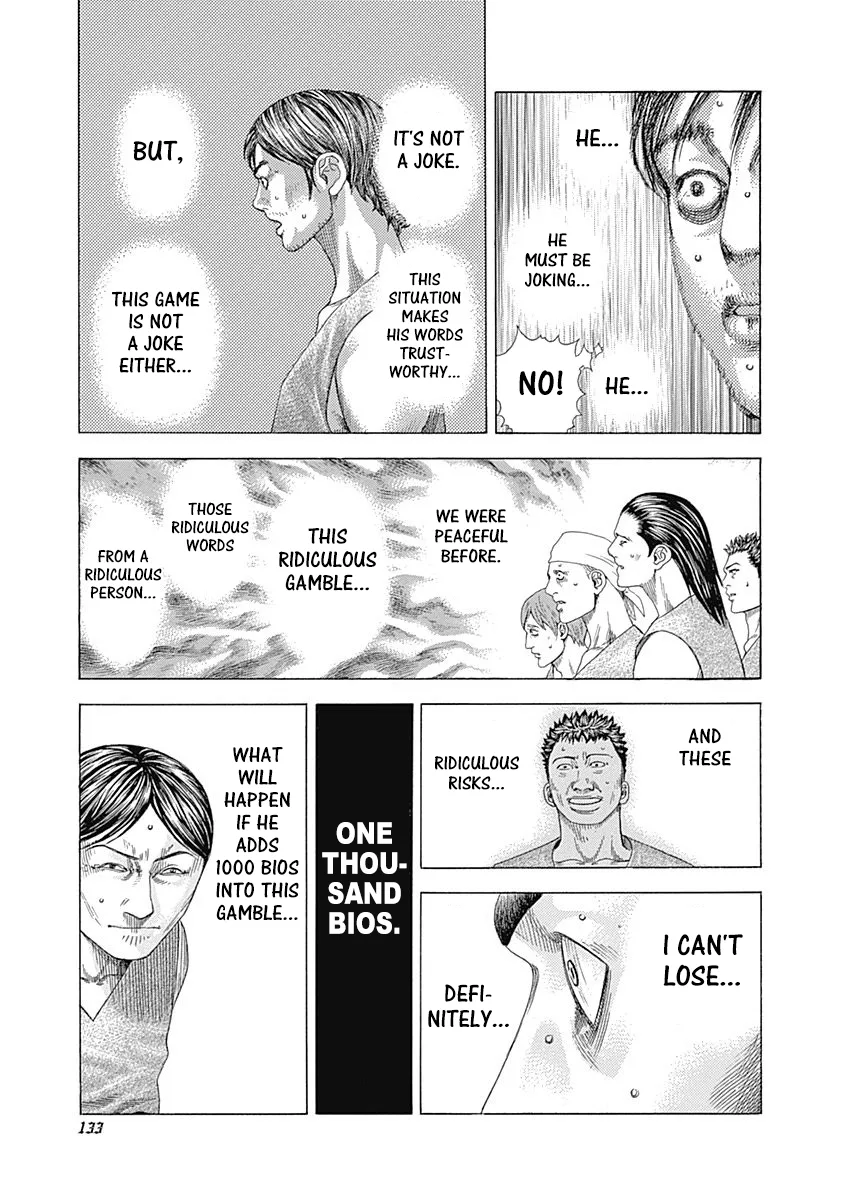 HE...
HE
MUST BE
JOKING...
HE...
NO!
IT'S NOT
A JOKE.
THIS
SITUATION
MAKES
HIS WORDS
TRUST-
WORTHY...
BUT,
THIS GAME
IS NOT
A JOKE
EITHER...
WE WERE
PEACEFUL
BEFORE.
THIS
RIDICULOUS
GAMBLE...
THOSE
RIDICULOUS
WORDS
FROM A
RIDICULOUS
PERSON...
AND
THESE
RIDICULOUS
RISKS...
I CAN'T
LOSE...
DEFI-
NITELY...
ONE
THOU-
SAND
BIOS.
WHAT
WILL
HAPPEN
IF HE
ADDS
1000 BIOS
INTO THIS
GAMBLE...
133